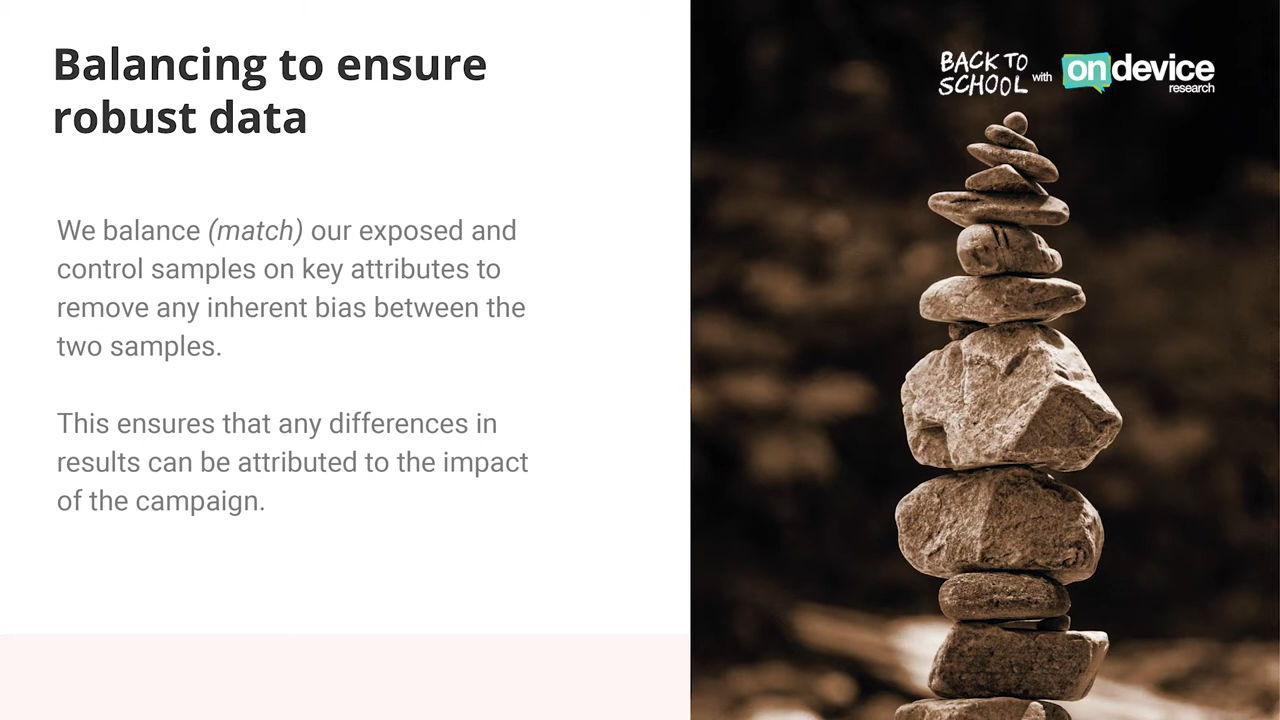 Balancing to ensure
robust data
We balance (match) our exposed and
control samples on key attributes to
remove any inherent bias between the
two samples.
This ensures that any differences in
results can be attributed to the impact
of the campaign.
BACK TO
SCHOOL with
ondevice
research